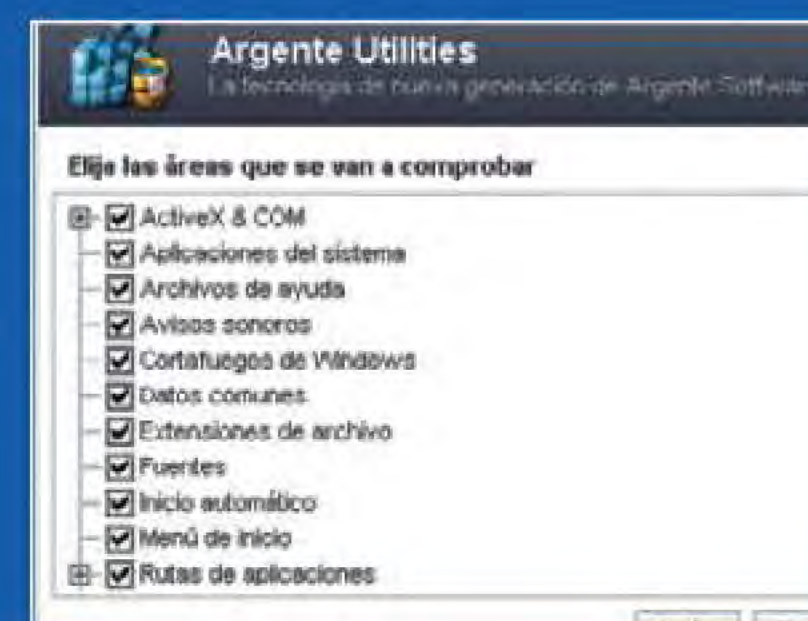 Argente Utilities
La tecnología de nueva generación de Argente Softwar
Elija las áreas que se van a comprobar
ActiveX & COM
Aplicaciones del sistema
Archivos de ayuda
Avisos sonoros
Cortafuegos de Windows
Datos comunes
Extensiones de archivo
Fuentes
Inicio automático
Menú de inicio
Rutas de aplicaciones